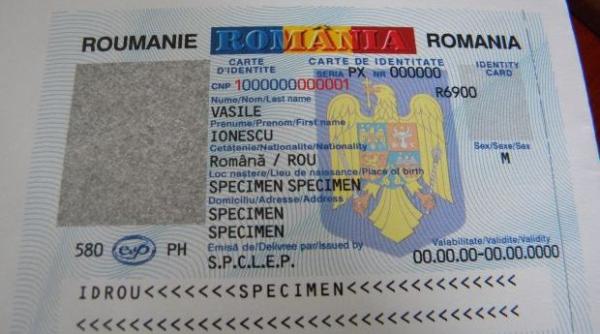 ROUMANIE ROMÂNIA ROMANIA
CARTE D'IDENTITE
CARTE DE IDENTITATE
IDENTITY CARD
SERIA PX NR 000000
CNP 1000000000001
R6900
Nume/Nom/Last name
VASILE
Prenume/Prenom/First name
IONESCU
Cetăţenie/Nationalite/Nationality
Sex/Sexe/Sex
Română / ROU
M
Loc naştere/Lieu de naissance/Place of birth
SPECIMEN SPECIMEN
Domiciliu/Adresse/Address
SPECIMEN
SPECIMEN
Emisă de/Delivree par/Issued by
Valabilitate/Validite/Validity
580 PH
S.P.C.L.E.P.
00.00.00-00.00.0000
IDROU<<<<<<<SPECIMEN<<<<<<<<<<<<<<
<<<<<<<<<<<<<<<<<<<<<<<<<<<<<<<<<<